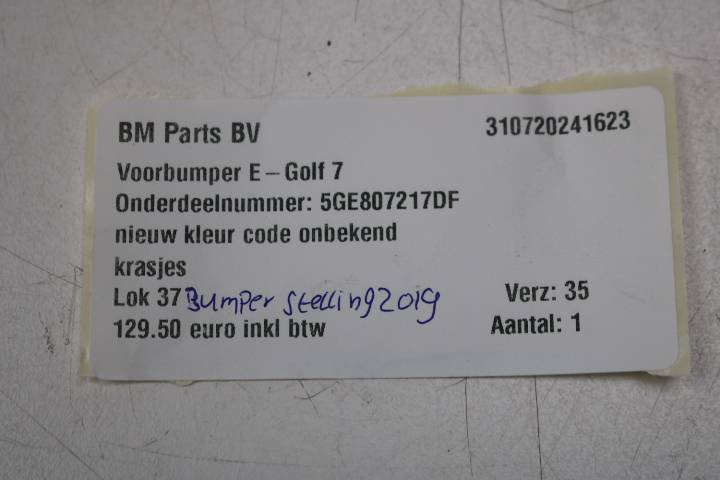 BM Parts BV 310720241623
Voorbumper E-Golf 7
Onderdeelnummer: 5GE807217DF
nieuw kleur code onbekend
krasjes
Lok 37 Bumper stelling 2019 Verz: 35
129.50 euro inkl btw Aantal: 1